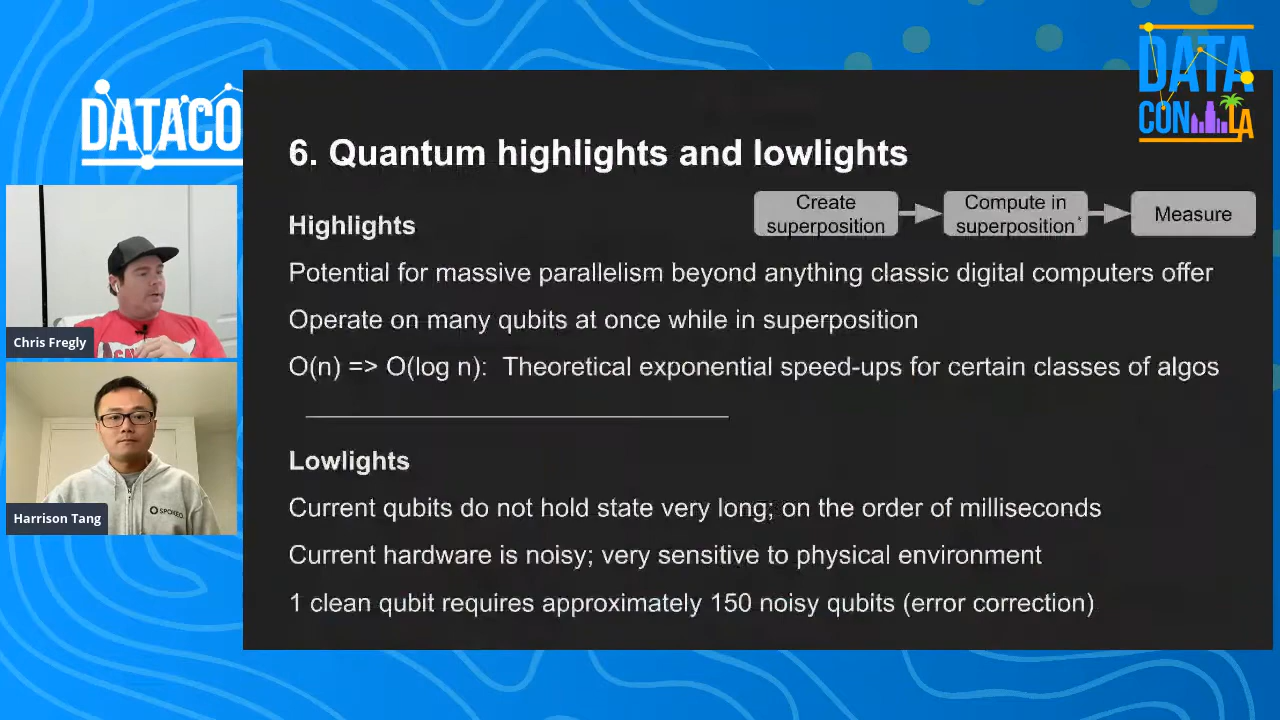 DATA
CON LA
DATACO
6. Quantum highlights and lowlights
Create
superposition
Compute in
superposition*
Measure
Highlights
Potential for massive parallelism beyond anything classic digital computers offer
Operate on many qubits at once while in superposition
O(n) => O(log n): Theoretical exponential speed-ups for certain classes of algos
Chris Fregly
Lowlights
Current qubits do not hold state very long; on the order of milliseconds
Current hardware is noisy; very sensitive to physical environment
1 clean qubit requires approximately 150 noisy qubits (error correction)
SPOKEO
Harrison Tang